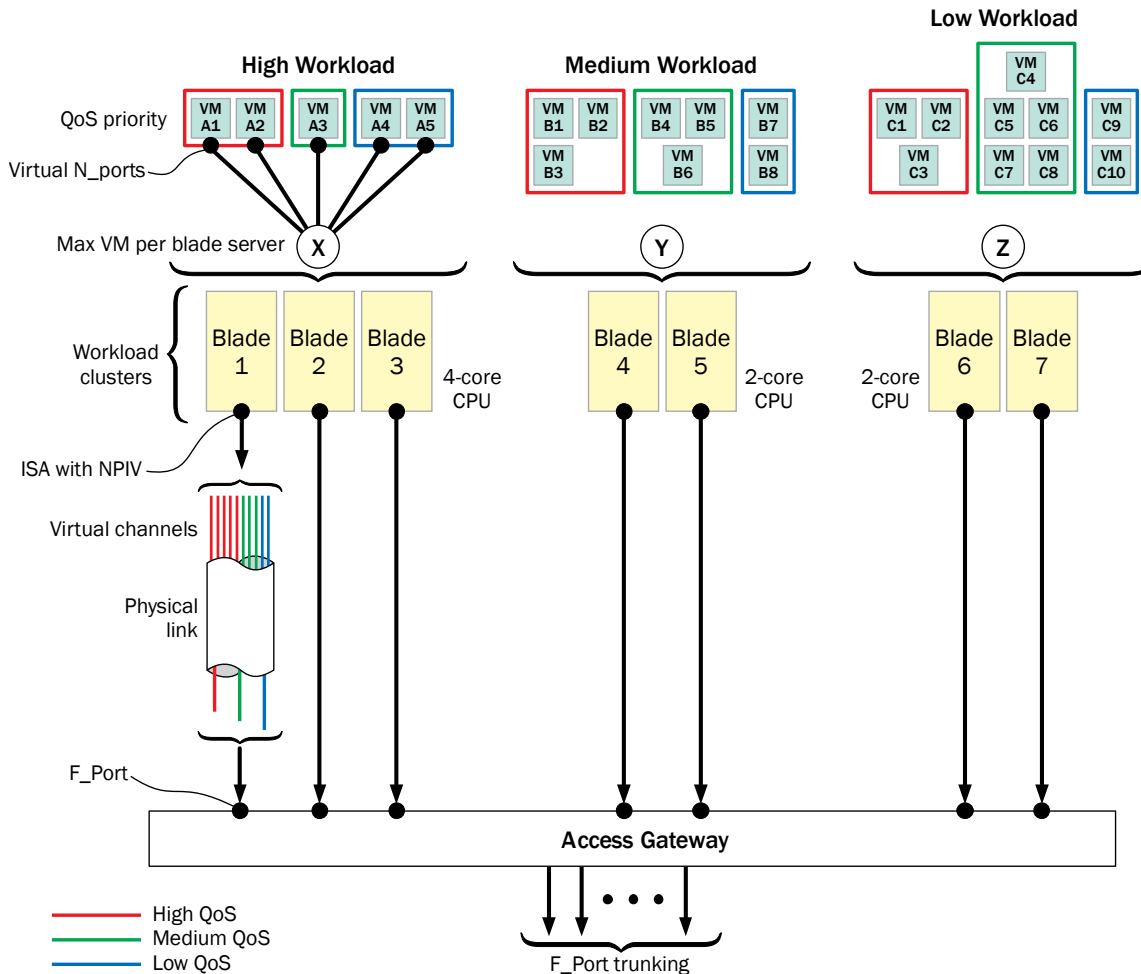 Low Workload
High Workload
Medium Workload
QoS priority
VM
A1
VM
A2
VM
A3
VM
A4
VM
A5
VM
B1
VM
B2
VM
B3
VM
B4
VM
B5
VM
B6
VM
B7
VM
B8
VM
C1
VM
C2
VM
C3
VM
C4
VM
C5
VM
C6
VM
C7
VM
C8
VM
C9
VM
C10
Virtual N_ports
Max VM per blade server
X
Y
Z
Workload
clusters
Blade
1
Blade
2
Blade
3
4-core
CPU
Blade
4
Blade
5
2-core
CPU
2-core
CPU
Blade
6
Blade
7
ISA with NPIV
Virtual channels
Physical
link
F_Port
Access Gateway
High QoS
Medium QoS
Low QoS
F_Port trunking